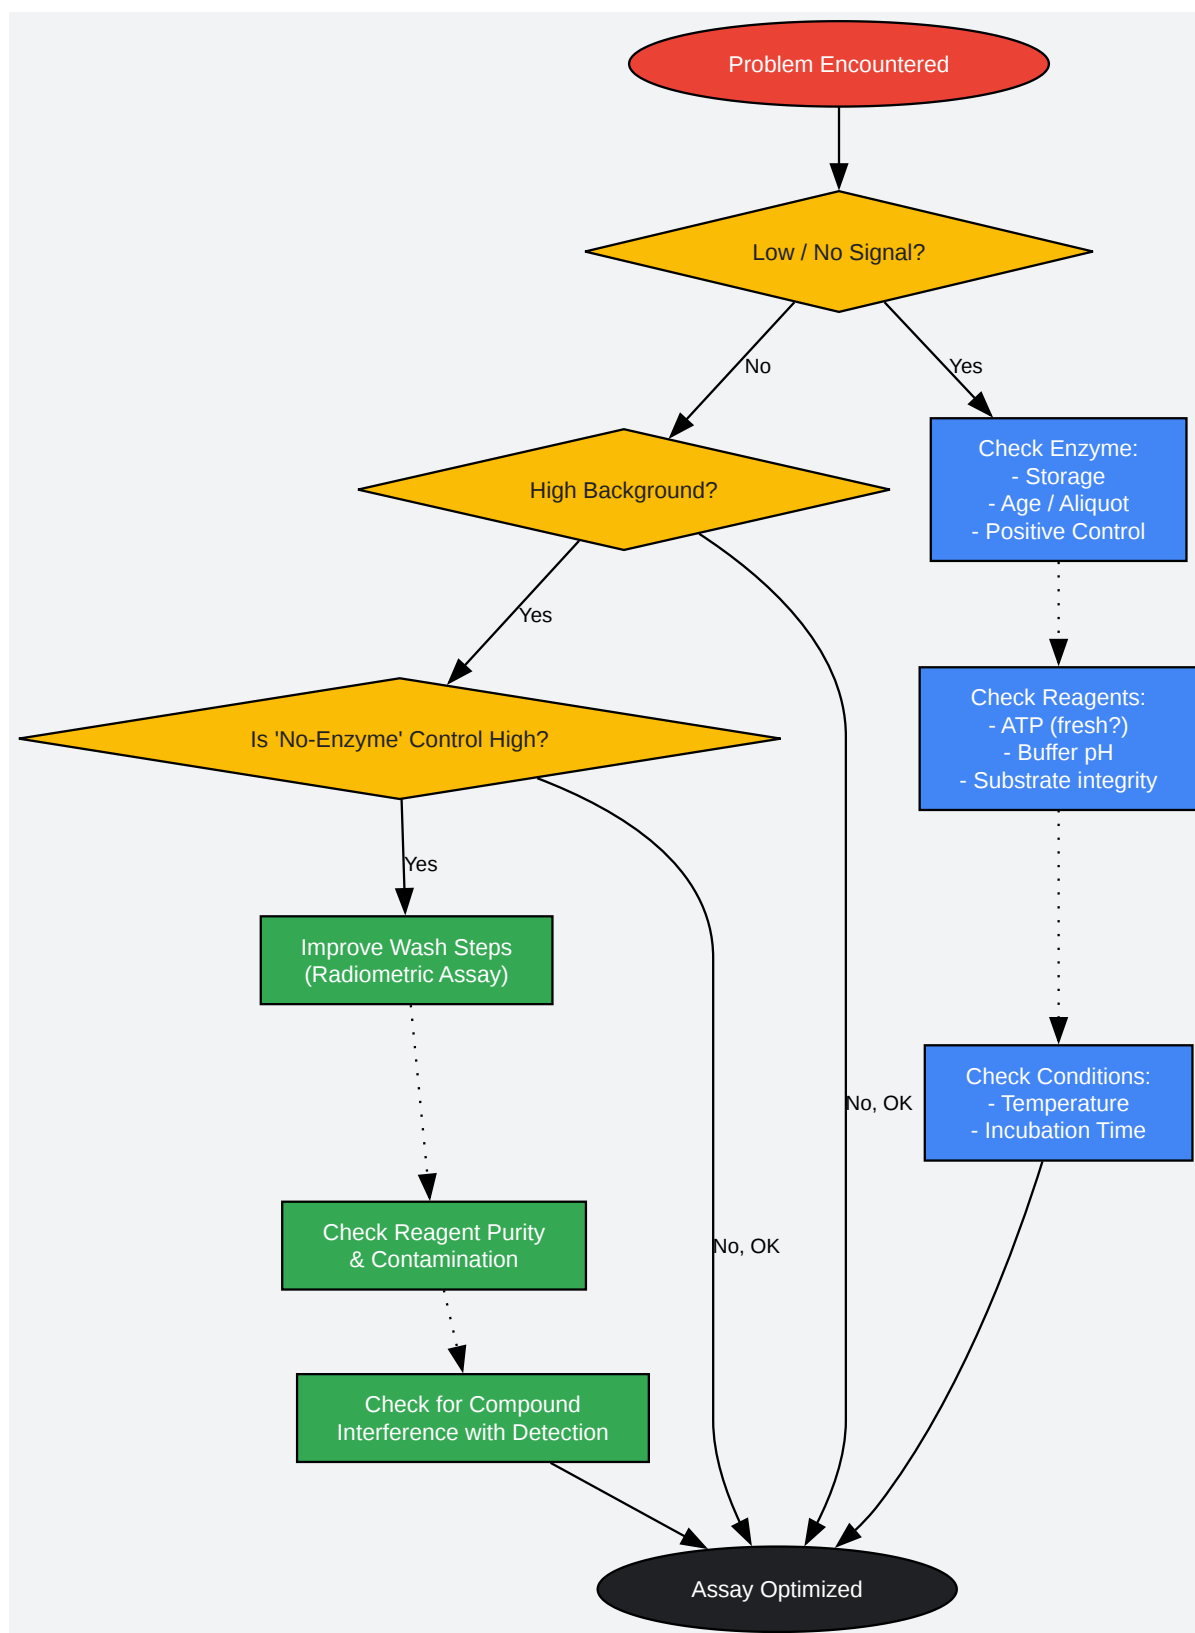 Problem Encountered
Low / No Signal?
No
Yes
High Background?
Check Enzyme:
- Storage
- Age / Aliquot
- Positive Control
Yes
Is 'No-Enzyme' Control High?
Check Reagents:
- ATP (fresh?)
- Buffer pH
- Substrate integrity
Yes
Improve Wash Steps
(Radiometric Assay)
No, OK
Check Conditions:
- Temperature
- Incubation Time
Check Reagent Purity
& Contamination
No, OK
Check for Compound
Interference with Detection
Assay Optimized